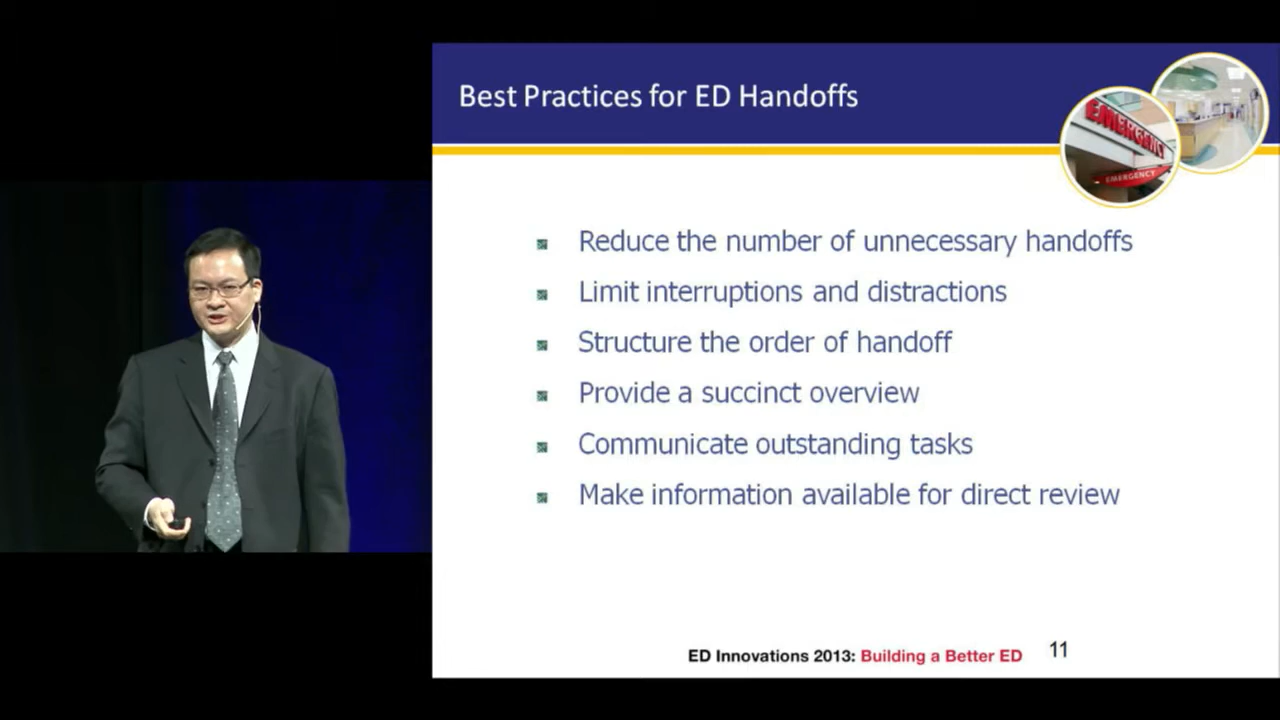 Best Practices for ED Handoffs
EMERGENCY
EMERGENCY
Reduce the number of unnecessary handoffs
Limit interruptions and distractions
Structure the order of handoff
Provide a succinct overview
Communicate outstanding tasks
Make information available for direct review
ED Innovations 2013: Building a Better ED
11